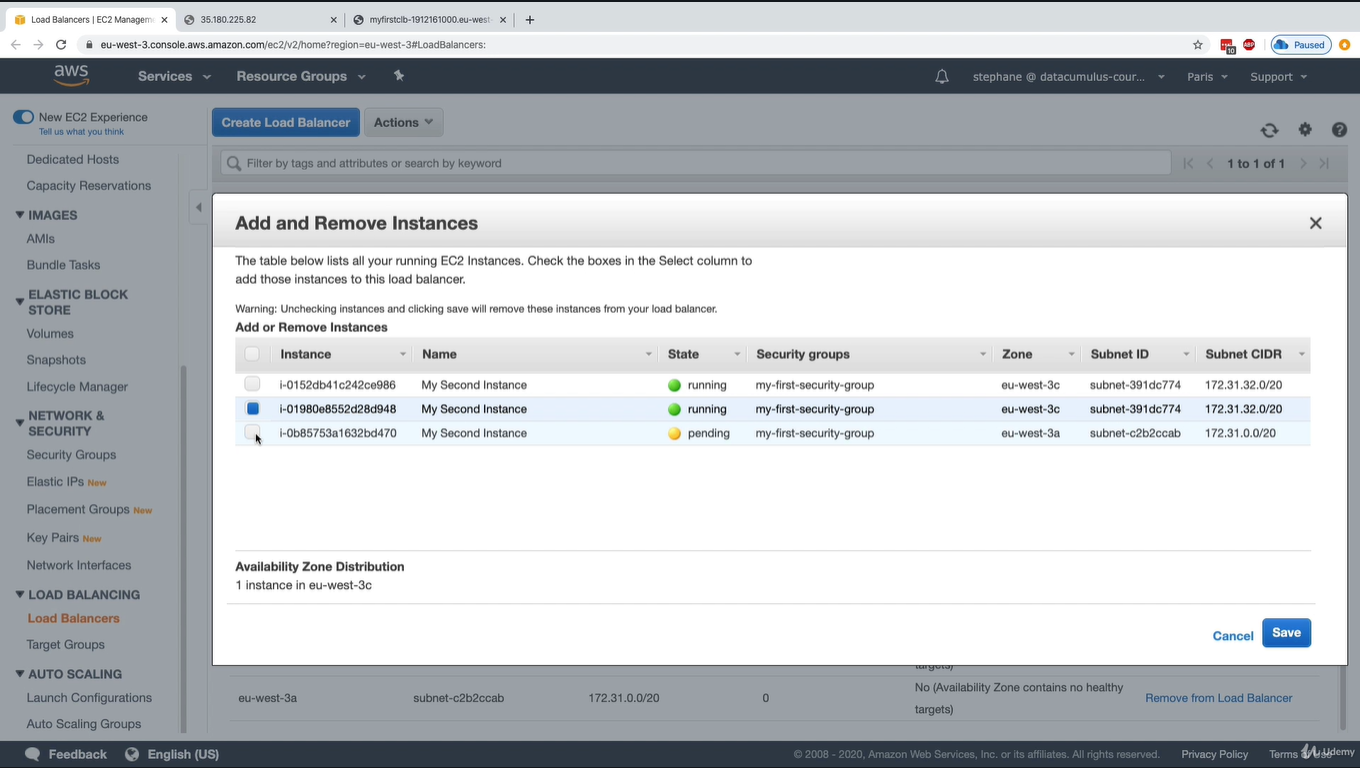 Load Balancers | EC2 Managem
35.180.225.82
myfirstclb-1912161000.eu-west
eu-west-3.console.aws.amazon.com/ec2/v2/home?region=eu-west-3#LoadBalancers:
10
ABP
Paused
aws
Services
Resource Groups
stephane @ datacumulus-cour...
Paris
Support
New EC2 Experience
Tell us what you think
Create Load Balancer
Actions
Dedicated Hosts
Filter by tags and attributes or search by keyword
1 to 1 of 1
Capacity Reservations
IMAGES
AMIs
Bundle Tasks
ELASTIC BLOCK
STORE
Volumes
Snapshots
Lifecycle Manager
NETWORK &
SECURITY
Security Groups
Elastic IPs New
Placement Groups New
Key Pairs New
Network Interfaces
LOAD BALANCING
Load Balancers
Target Groups
AUTO SCALING
Launch Configurations
Auto Scaling Groups
Add and Remove Instances
The table below lists all your running EC2 Instances. Check the boxes in the Select column to
add those instances to this load balancer.
Warning: Unchecking instances and clicking save will remove these instances from your load balancer.
Add or Remove Instances
Instance Name State Security groups Zone Subnet ID Subnet CIDR
i-0152db41c242ce986 My Second Instance running my-first-security-group eu-west-3c subnet-391dc774 172.31.32.0/20
i-01980e8552d28d948 My Second Instance running my-first-security-group eu-west-3c subnet-391dc774 172.31.32.0/20
i-0b85753a1632bd470 My Second Instance pending my-first-security-group eu-west-3a subnet-c2b2ccab 172.31.0.0/20
Availability Zone Distribution
1 instance in eu-west-3c
Cancel
Save
targets)
eu-west-3a subnet-c2b2ccab 172.31.0.0/20 0 No (Availability Zone contains no healthy
targets)
Remove from Load Balancer
Feedback
English (US)
© 2008 - 2020, Amazon Web Services, Inc. or its affiliates. All rights reserved.
Privacy Policy
Terms
Udemy